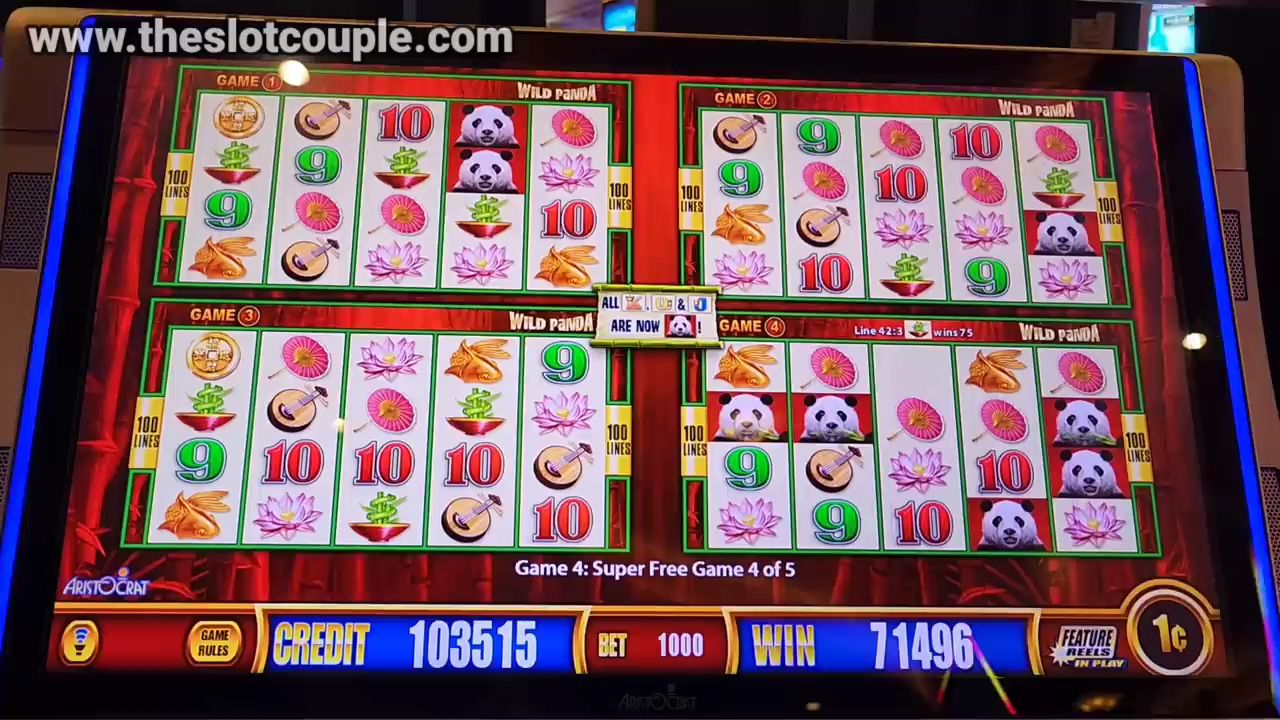 www.theslotcouple.com
GAME 1
WILD PANDA
GAME 2
WILD PANDA
10
9
10
9
9
10
100 LINES
100 LINES
100 LINES
100 LINES
9
10
10
9
ALL K, Q & J
ARE NOW !
GAME 3
WILD PANDA
GAME 4
Line 42:3 wins 75
WILD PANDA
9
100 LINES
100 LINES
100 LINES
100 LINES
9
10
10
10
9
10
10
9
10
Game 4: Super Free Game 4 of 5
ARISTOCRAT
GAME RULES
CREDIT 103515
BET 1000
WIN 71496
FEATURE REELS IN PLAY
1¢
ARISTOCRAT